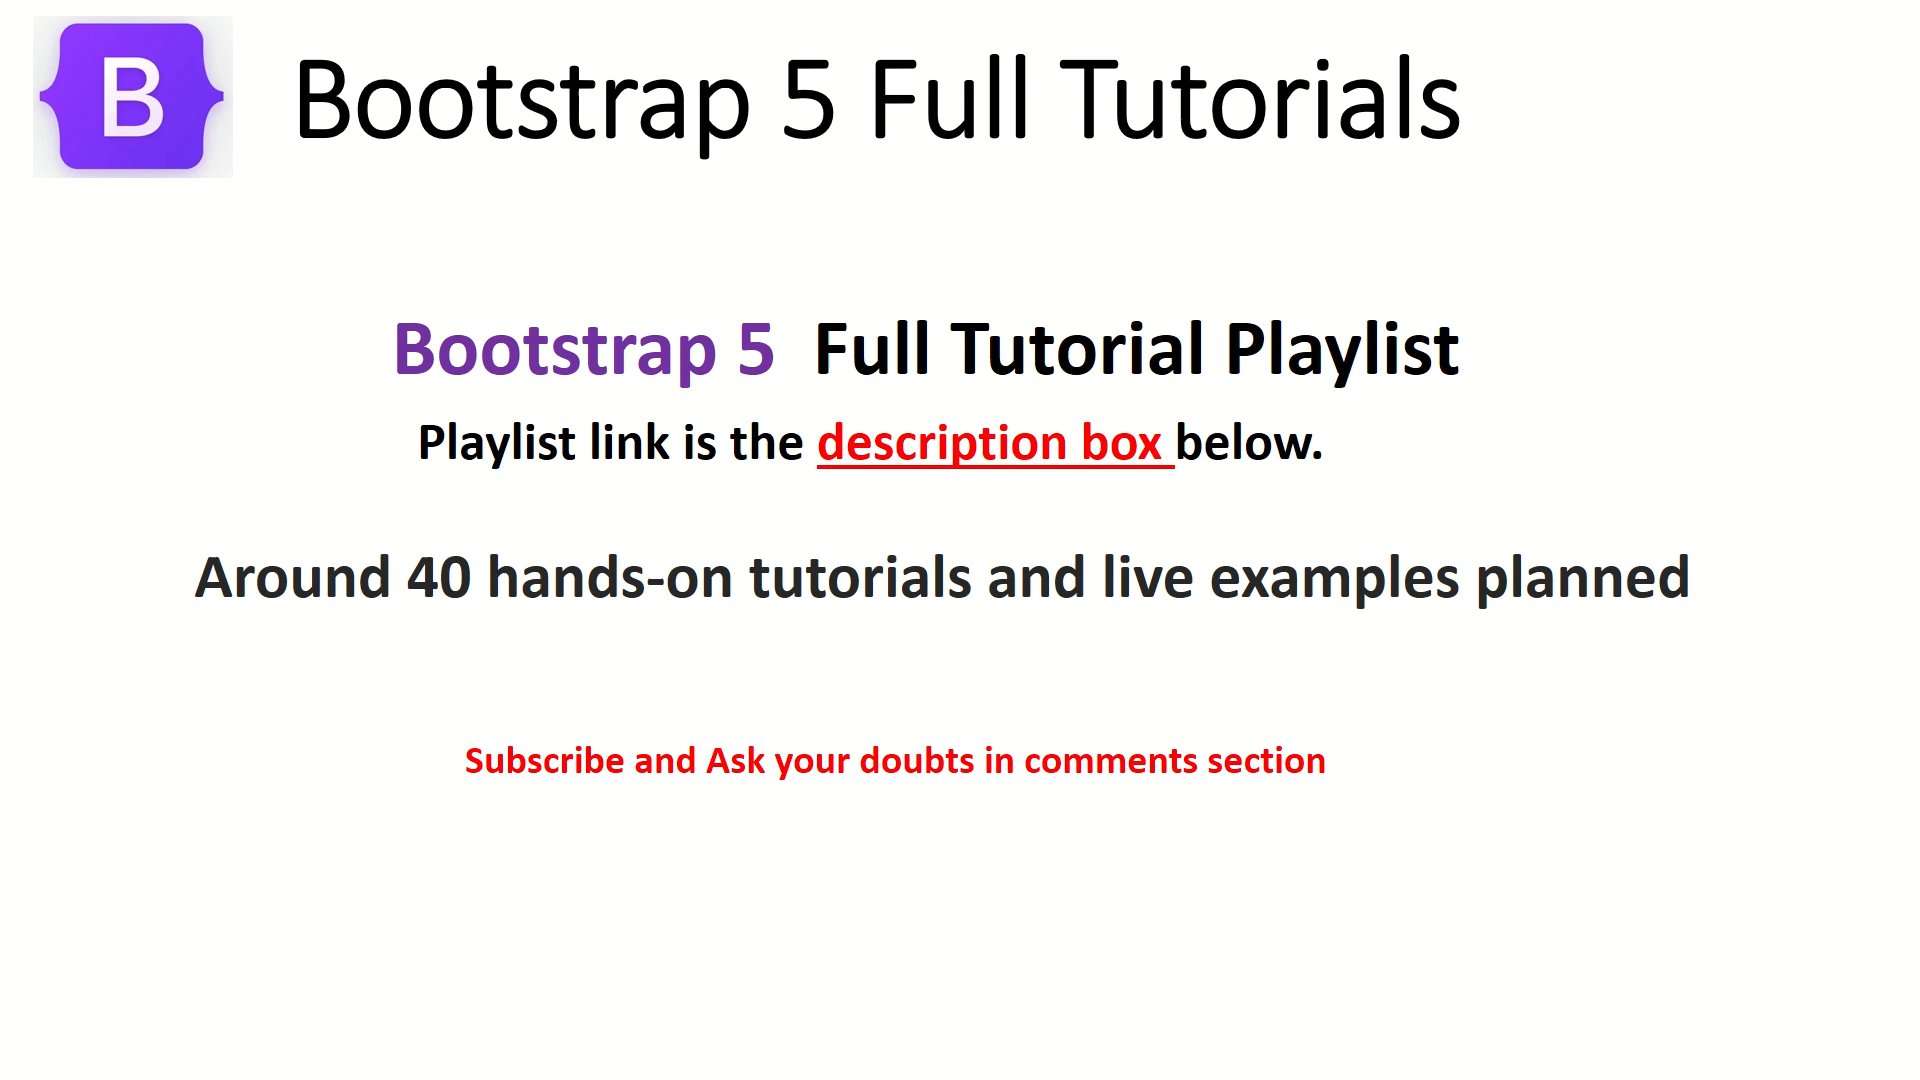 B
Bootstrap 5 Full Tutorials
Bootstrap 5 Full Tutorial Playlist
Playlist link is the description box below.
Around 40 hands-on tutorials and live examples planned
Subscribe and Ask your doubts in comments section